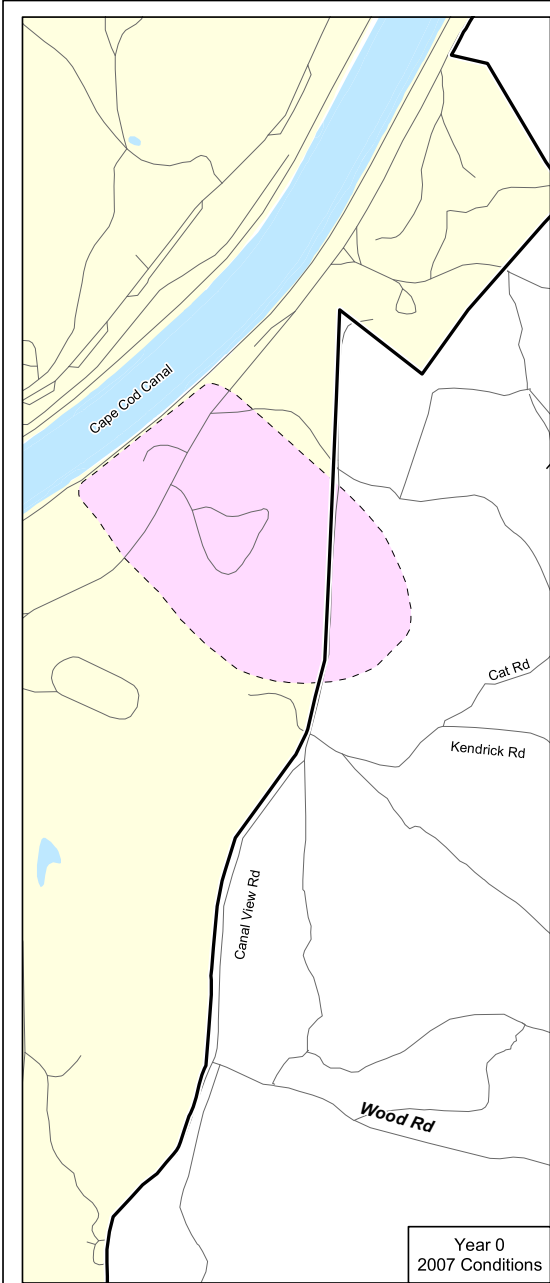 Cape Cod Canal
Cat Rd
Kendrick Rd
Canal View Rd
Wood Rd
Year 0
2007 Conditions